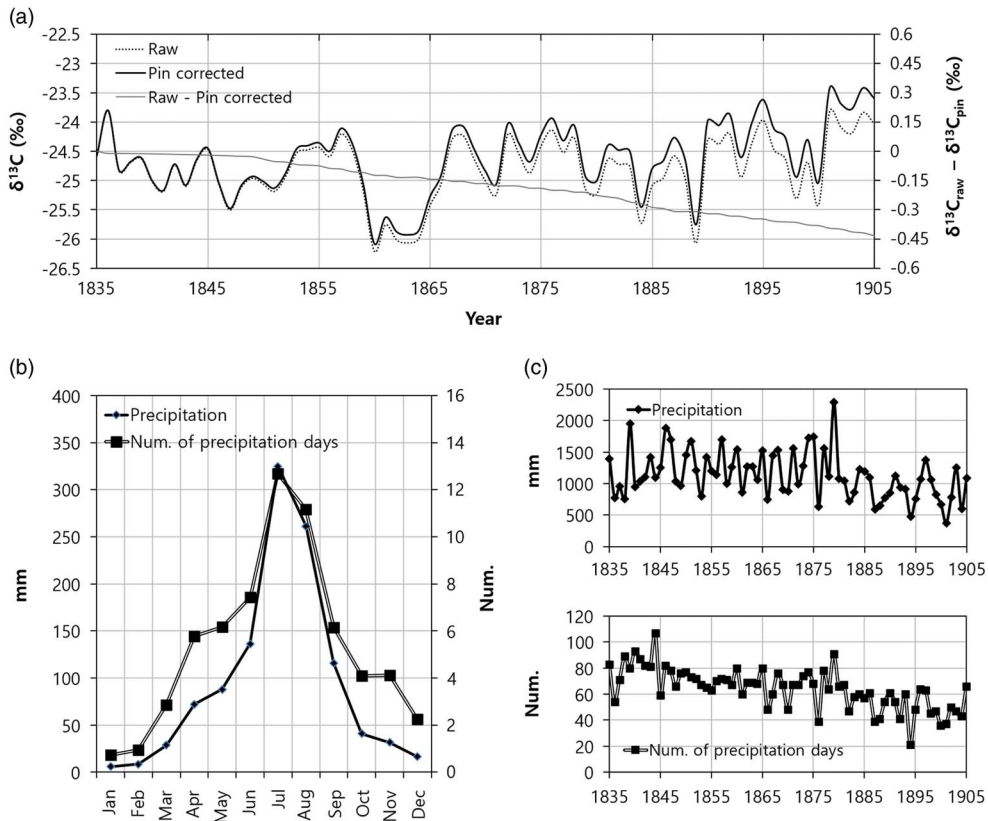 (a)
-22.5
-23
-23.5
-24
-24.5
-25
-25.5
-26
-26.5
δ13C (‰)
Raw
Pin corrected
Raw - Pin corrected
0.6
0.45
0.3
0.15
0
-0.15
-0.3
-0.45
-0.6
δ13Craw – δ13Cpin (‰)
1835 1845 1855 1865 1875 1885 1895 1905
Year
(b)
400
350
300
250
200
150
100
50
0
mm
Precipitation
Num. of precipitation days
16
14
12
10
8
6
4
2
0
Num.
Jan Feb Mar Apr May Jun Jul Aug Sep Oct Nov Dec
(c)
2500
2000
1500
1000
500
0
mm
Precipitation
1835 1845 1855 1865 1875 1885 1895 1905
120
100
80
60
40
20
0
Num.
Num. of precipitation days
1835 1845 1855 1865 1875 1885 1895 1905